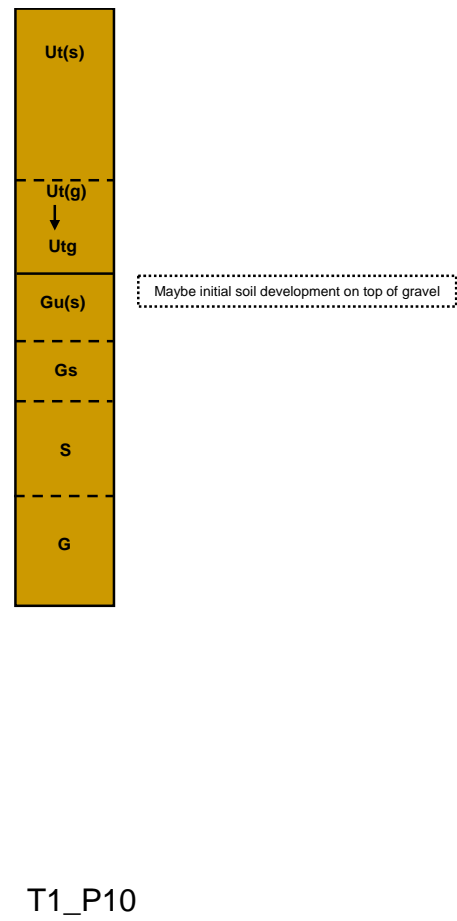 Ut(s)
Ut(g)
Utg
Maybe initial soil development on top of gravel
Gu(s)
Gs
S
G
T1_P10